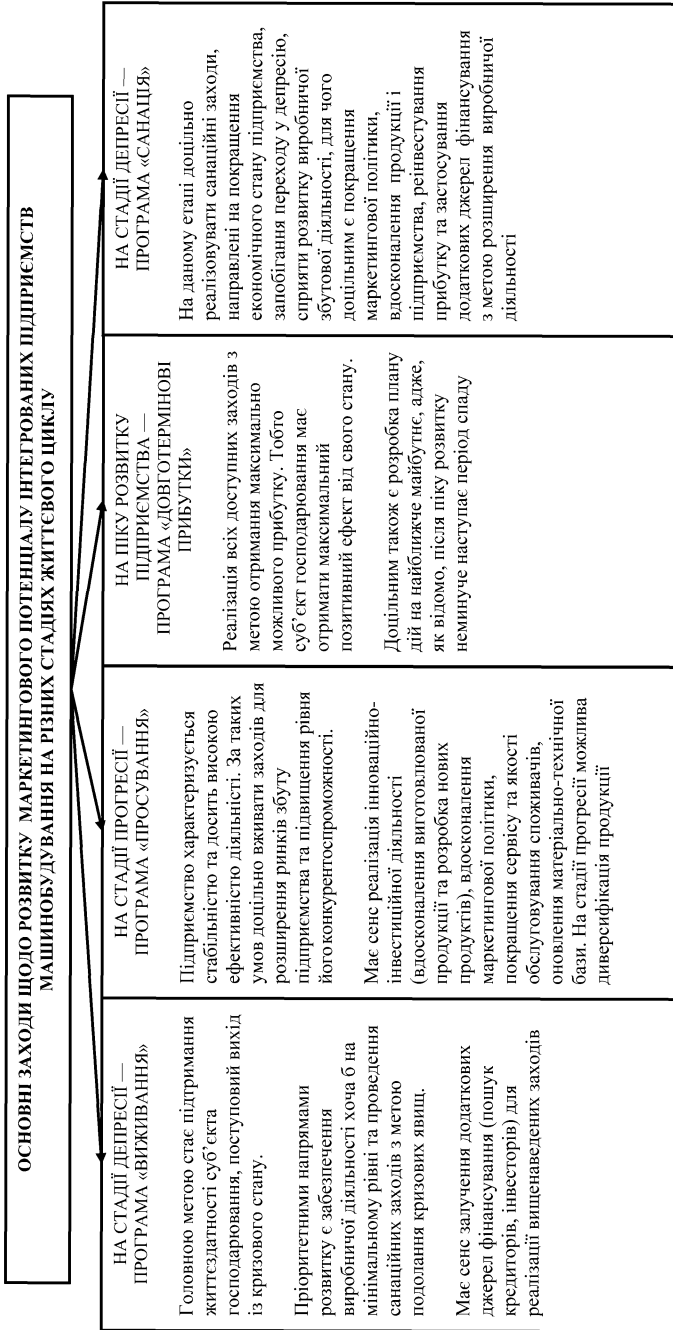 ОСНОВНІ ЗАХОДИ ЩОДО РОЗВИТКУ МАРКЕТИНГОВОГО ПОТЕНЦІАЛУ ІНТЕГРОВАНИХ ПІДПРИЄМСТВ
МАШИНОБУДУВАННЯ НА РІЗНИХ СТАДІЯХ ЖИТТЄВОГО ЦИКЛУ
НА СТАДІЇ ДЕПРЕСІЇ —
ПРОГРАМА «ВИЖИВАННЯ»
Головною метою стає підтримання
життєздатності суб’єкта
господарювання, поступовий вихід
із кризового стану.
Пріоритетними напрямами
розвитку є забезпечення
виробничої діяльності хоча б на
мінімальному рівні та проведення
санаційних заходів з метою
подолання кризових явищ.
Має сенс залучення додаткових
джерел фінансування (пошук
кредиторів, інвесторів) для
реалізації вищенаведених заходів
НА СТАДІЇ ПРОГРЕСІЇ —
ПРОГРАМА «ПРОСУВАННЯ»
Підприємство характеризується
стабільністю та досить високою
ефективністю діяльністі. За таких
умов доцільно вживати заходів для
розширення ринків збуту
підприємства та підвищення рівня
його конкурентоспроможності.
Має сенс реалізація інноваційно-
інвестиційної діяльності
(вдосконалення виготовлюваної
продукції та розробка нових
продуктів), вдосконалення
маркетингової політики,
покращення сервісу та якості
обслуговування споживачів,
оновлення матеріально-технічної
бази. На стадії прогресії можлива
диверсифікація продукції
НА ПІКУ РОЗВИТКУ
ПІДПРИЄМСТВА —
ПРОГРАМА «ДОВГОТЕРМІНОВІ
ПРИБУТКИ»
Реалізація всіх доступних заходів з
метою отримання максимально
можливого прибутку. Тобто
суб’єкт господарювання має
отримати максимальний
позитивний ефект від свого стану.
Доцільним також є розробка плану
дій на найближче майбутнє, адже,
як відомо, після піку розвитку
неминуче наступає період спаду
НА СТАДІЇ ДЕПРЕСІЇ —
ПРОГРАМА «САНАЦІЯ»
На даному етапі доцільно
реалізовувати санаційні заходи,
направлені на покращення
економічного стану підприємства,
запобігання переходу у депресію,
сприяти розвитку виробничої
збутової діяльності, для чого
доцільним є покращення
маркетингової політики,
вдосконалення продукції і
підприємства, реінвестування
прибутку та застосування
додаткових джерел фінансування
з метою розширення виробничої
діяльності